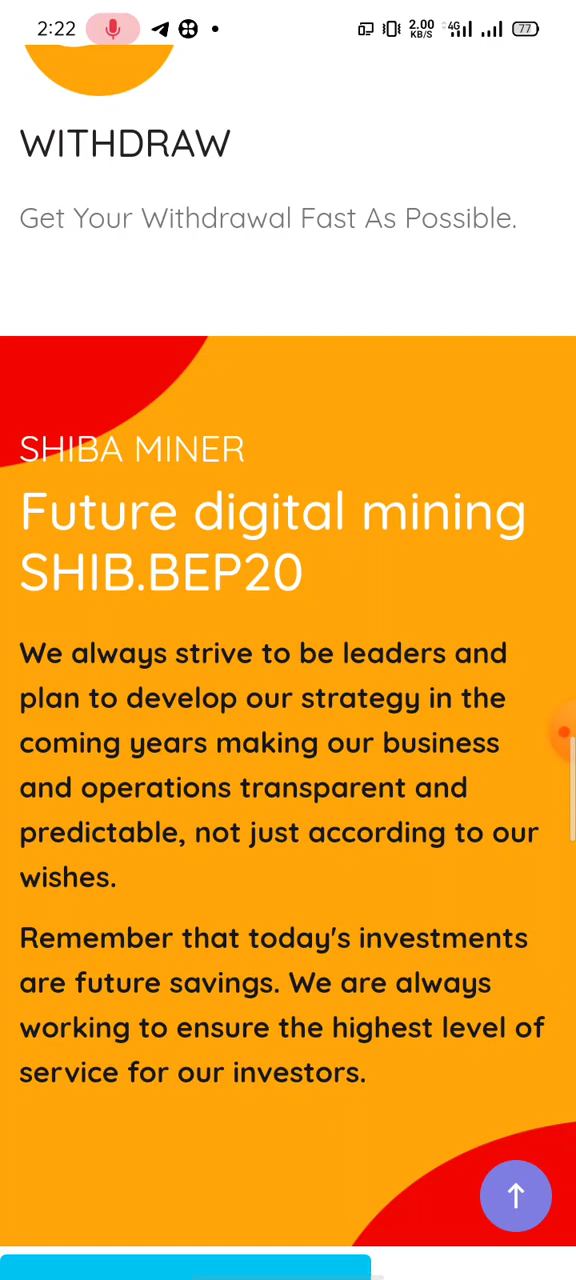 2:22 2.00 KB/S 4G 77
WITHDRAW
Get Your Withdrawal Fast As Possible.
SHIBA MINER
Future digital mining
SHIB.BEP20
We always strive to be leaders and
plan to develop our strategy in the
coming years making our business
and operations transparent and
predictable, not just according to our
wishes.
Remember that today's investments
are future savings. We are always
working to ensure the highest level of
service for our investors.